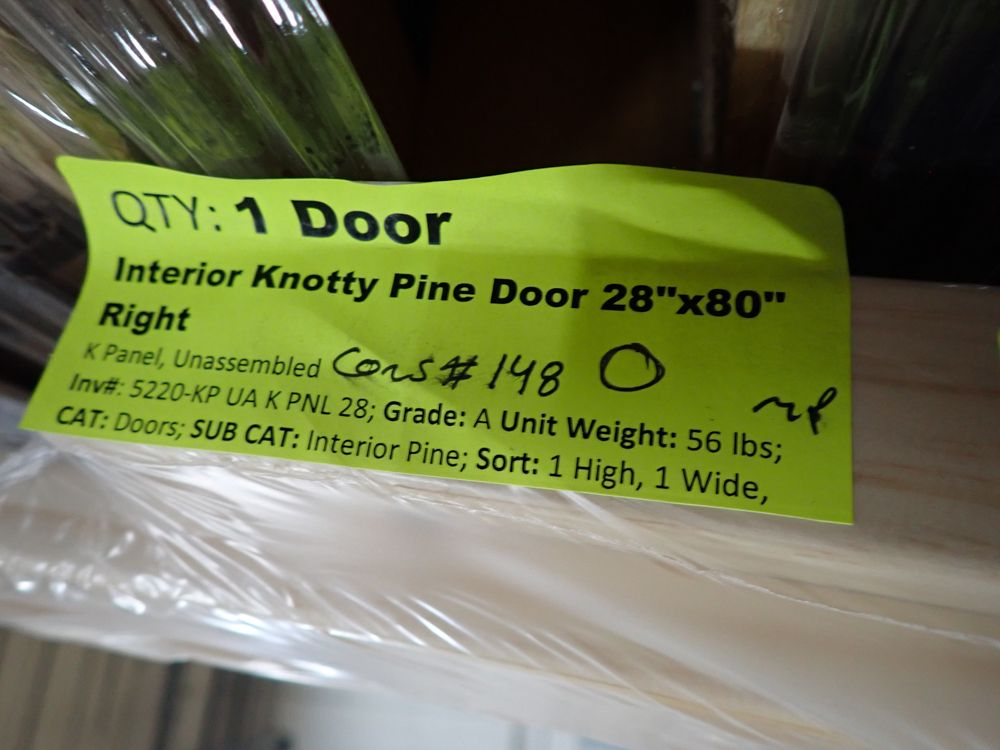 QTY: 1 Door
Interior Knotty Pine Door 28"x80"
Right
K Panel, Unassembled Cons# 148 O
Inv#: 5220-KP UA K PNL 28; Grade: A Unit Weight: 56 lbs;
CAT: Doors; SUB CAT: Interior Pine; Sort: 1 High, 1 Wide,